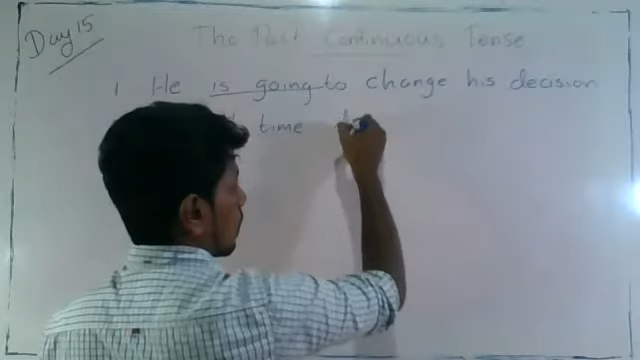 Day 15
The Past Continuous Tense
1 He is going to change his decision
time